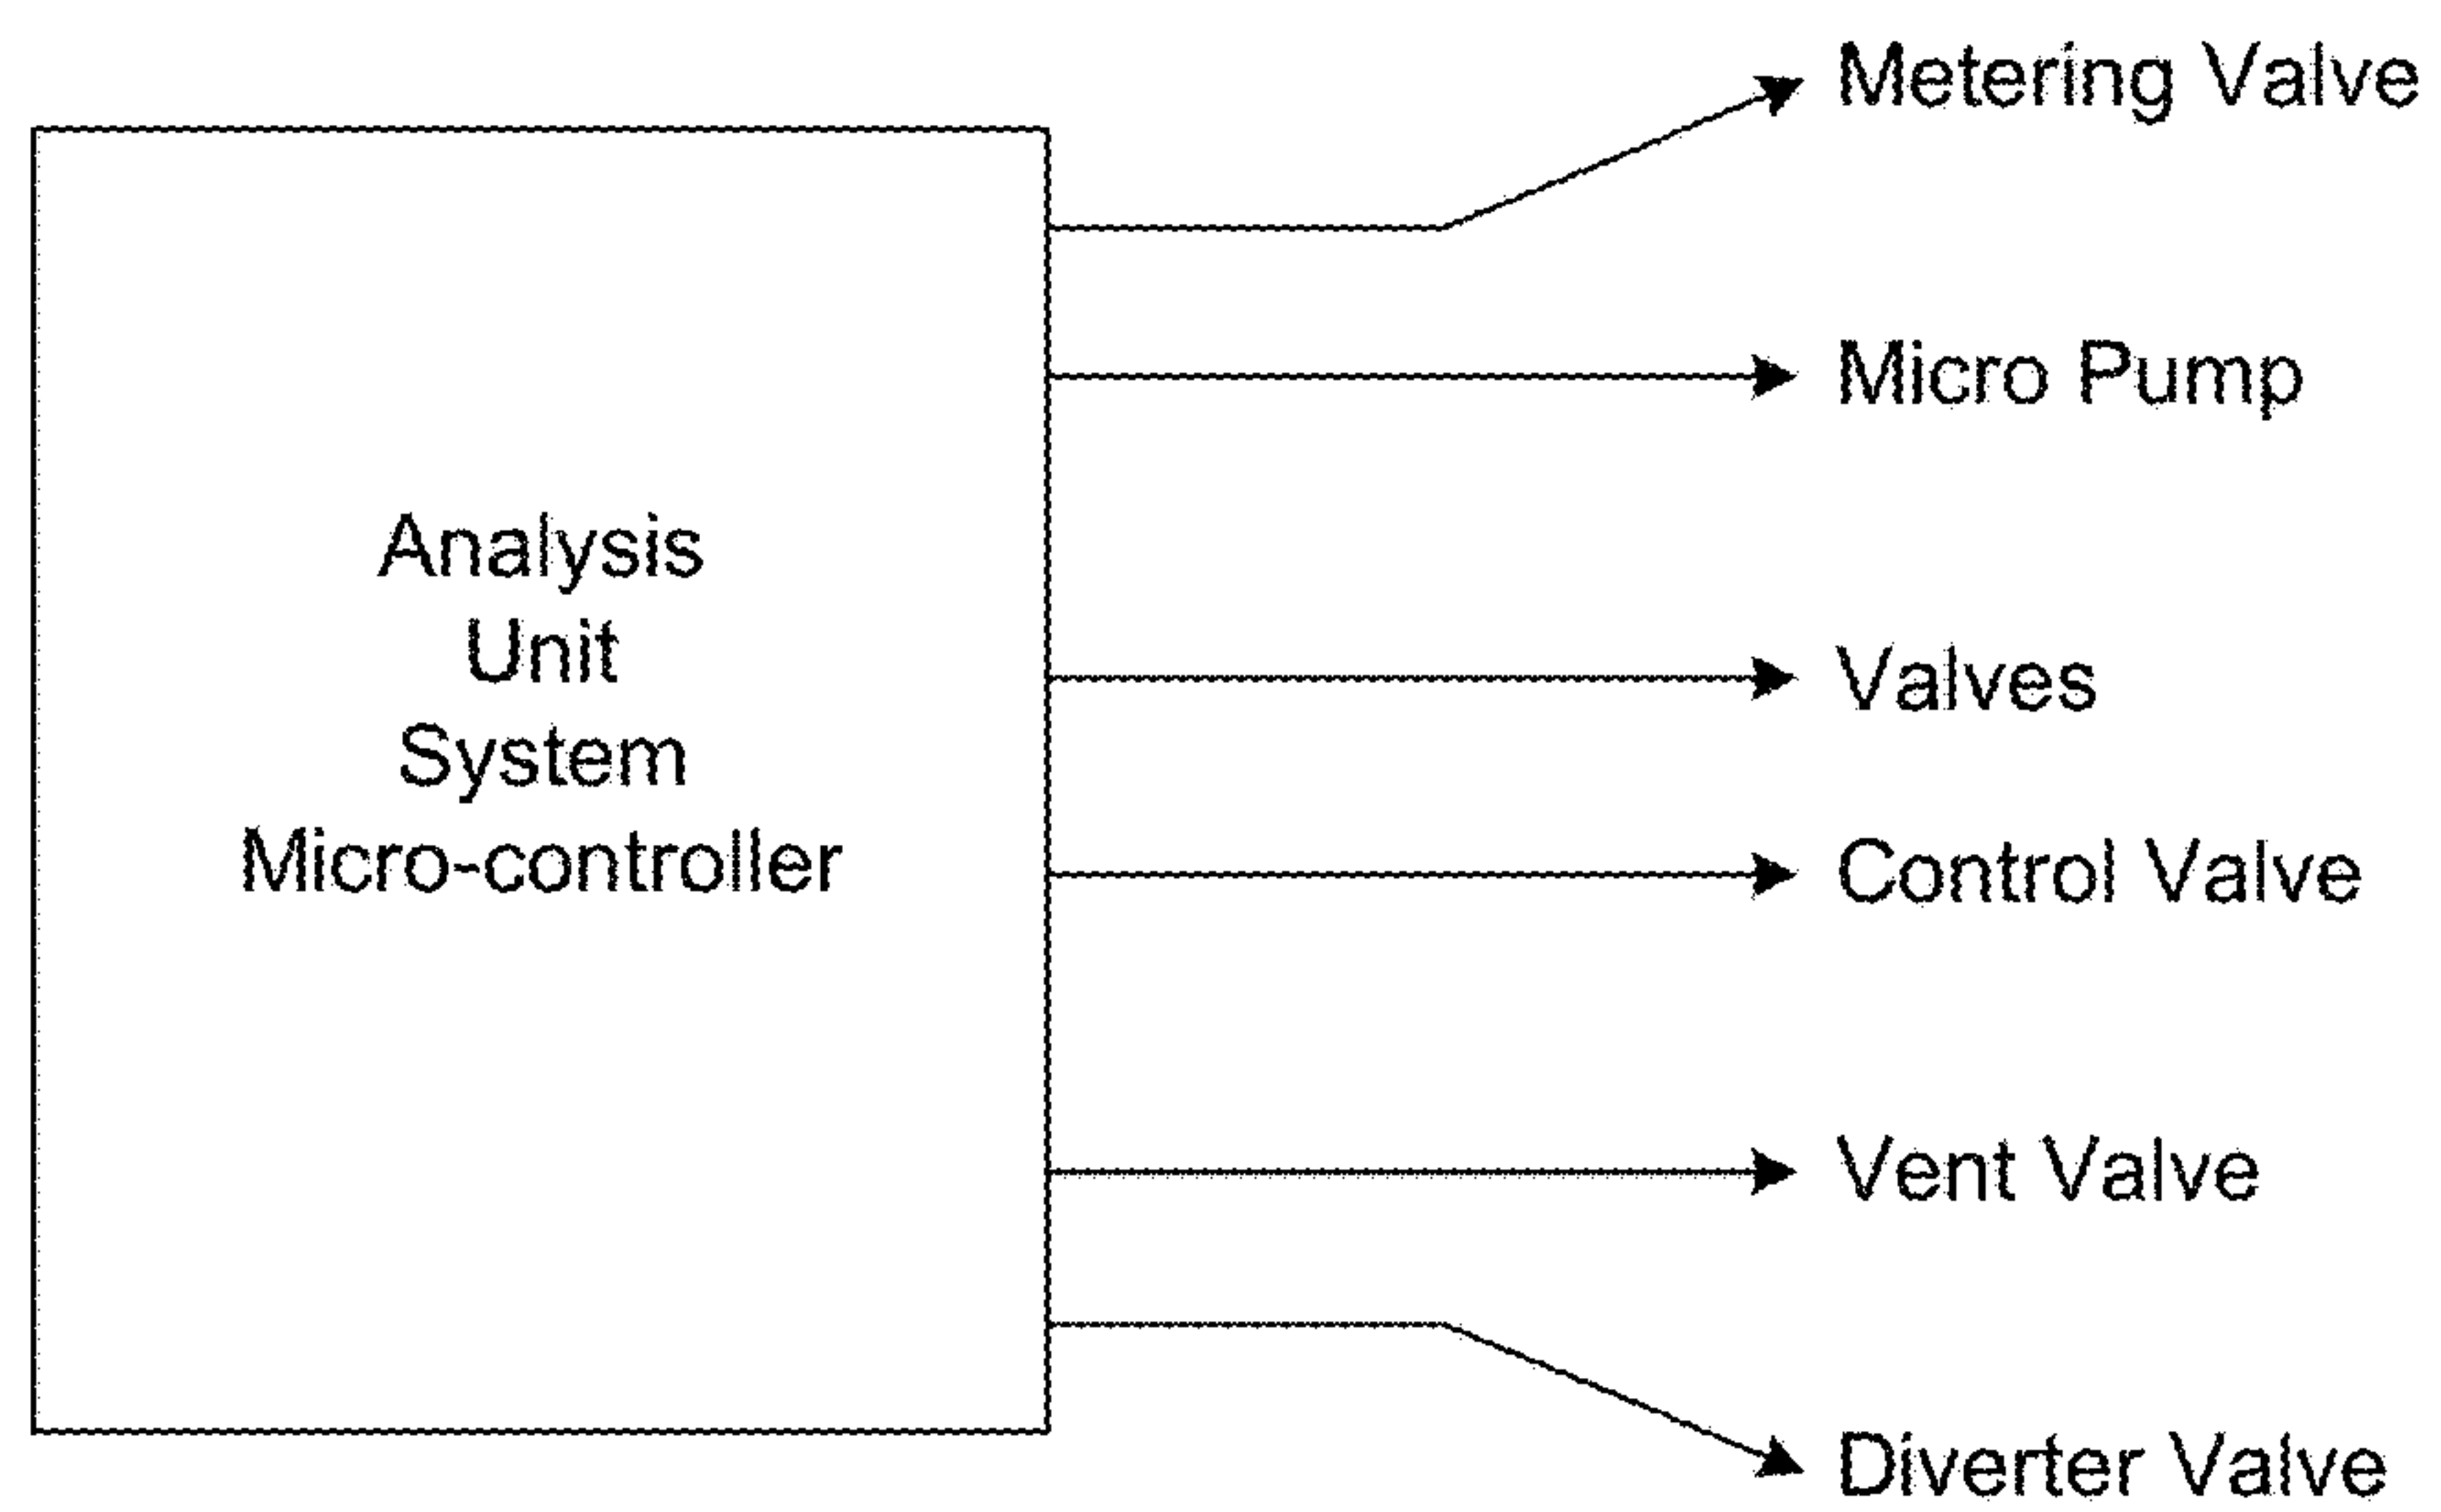 Metering Valve
Micro Pump
Analysis
Unit
System
Micro-controller
Valves
Control Valve
Vent Valve
Diverter Valve